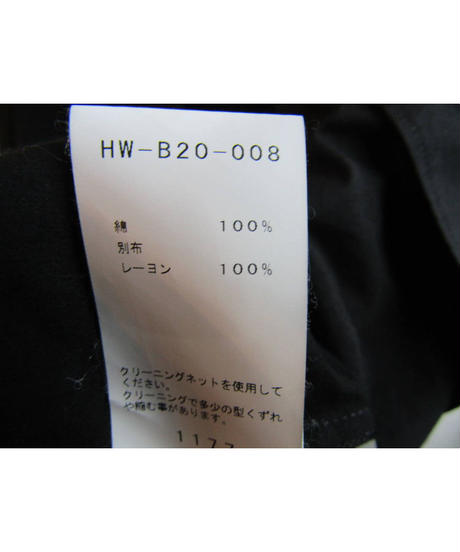 HW-B20-008
綿 100%
別布
レーヨン 100%
クリーニングネットを使用して
ください。
クリーニングで多少の型くずれ
や縮む事があります。